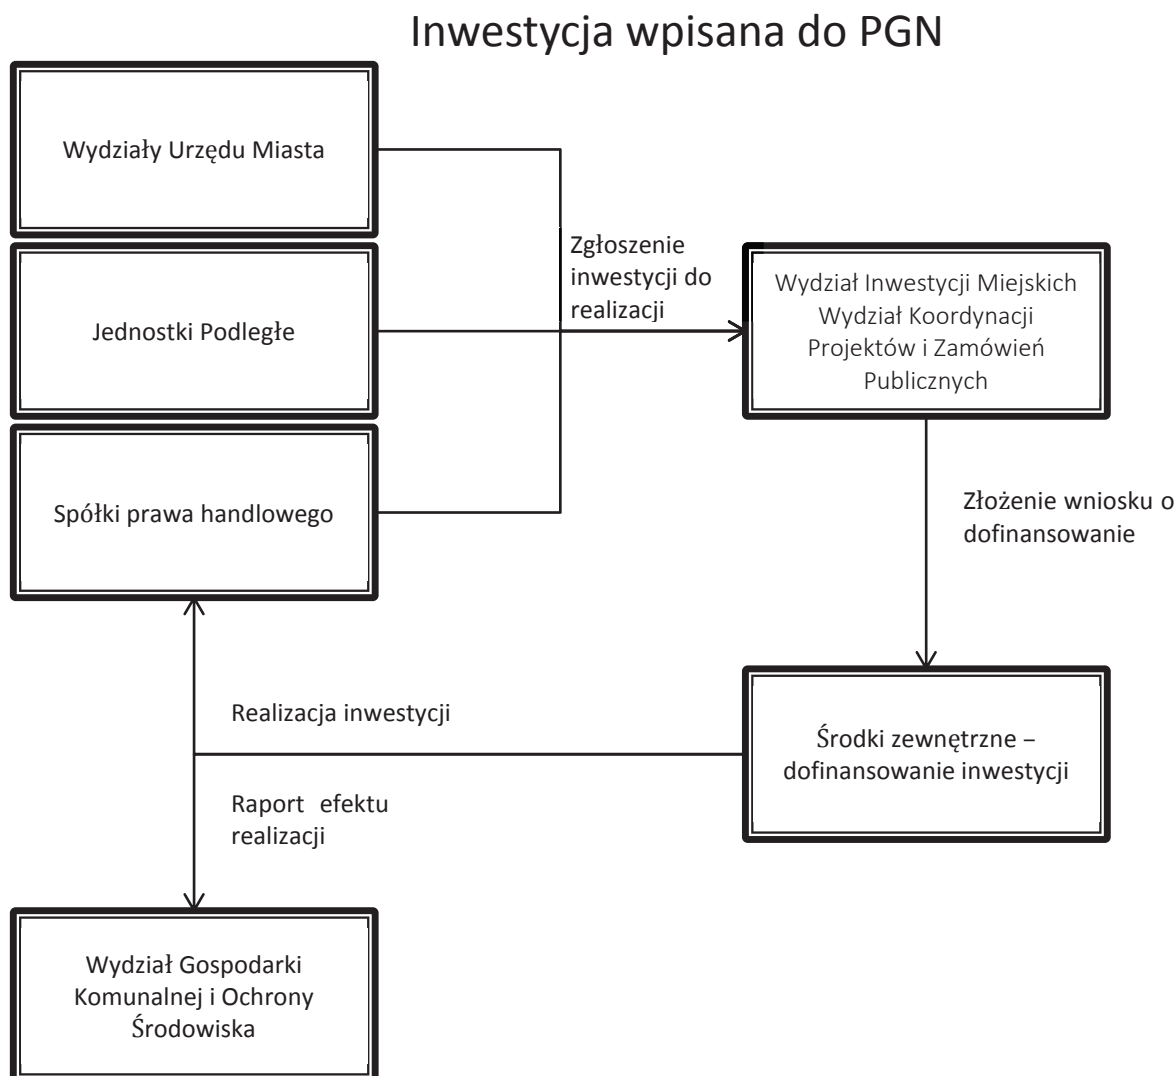 Inwestycja wpisana do PGN
Wydziały Urzędu Miasta
Jednostki Podległe
Spółki prawa handlowego
Zgłoszenie
inwestycji do
realizacji
Wydział Inwestycji Miejskich
Wydział Koordynacji
Projektów i Zamówień
Publicznych
Złożenie wniosku o
dofinansowanie
Środki zewnętrzne –
dofinansowanie inwestycji
Realizacja inwestycji
Raport efektu
realizacji
Wydział Gospodarki
Komunalnej i Ochrony
Środowiska